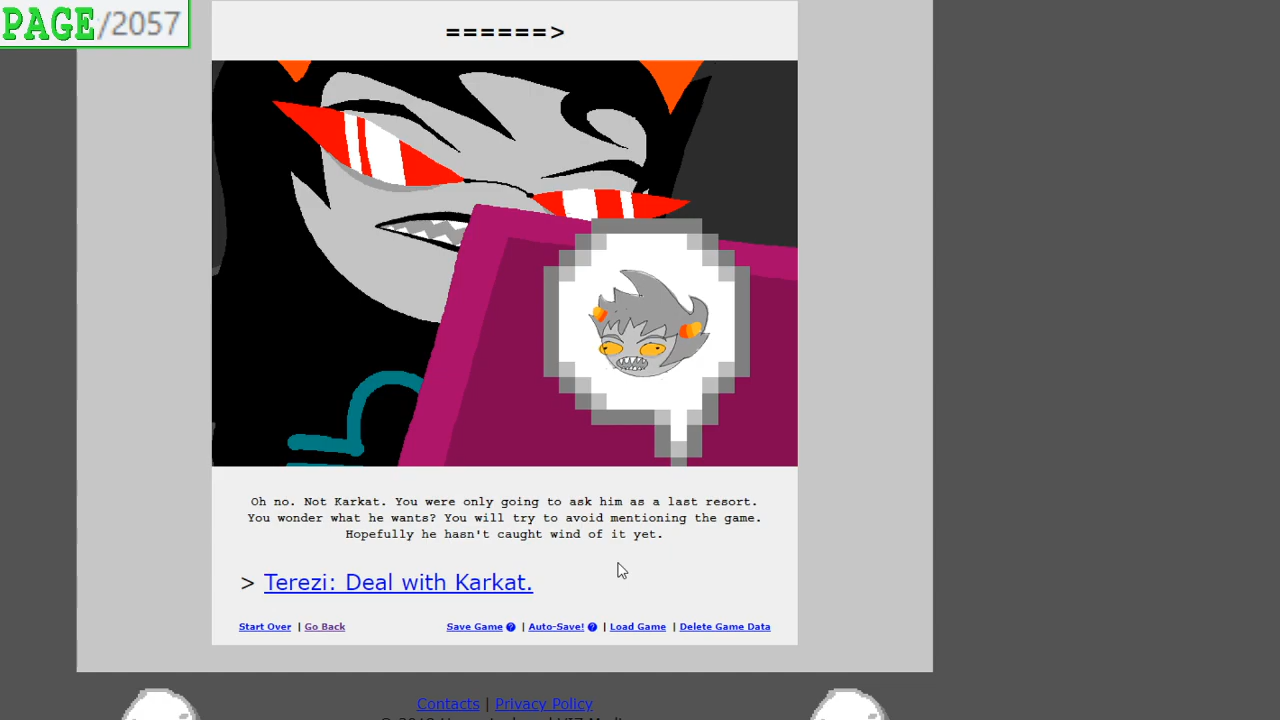 PAGE/2057
======>
Oh no. Not Karkat. You were only going to ask him as a last resort.
You wonder what he wants? You will try to avoid mentioning the game.
Hopefully he hasn't caught wind of it yet.
> Terezi: Deal with Karkat.
Start Over | Go Back Save Game ? | Auto-Save! ? | Load Game | Delete Game Data
Contacts | Privacy Policy